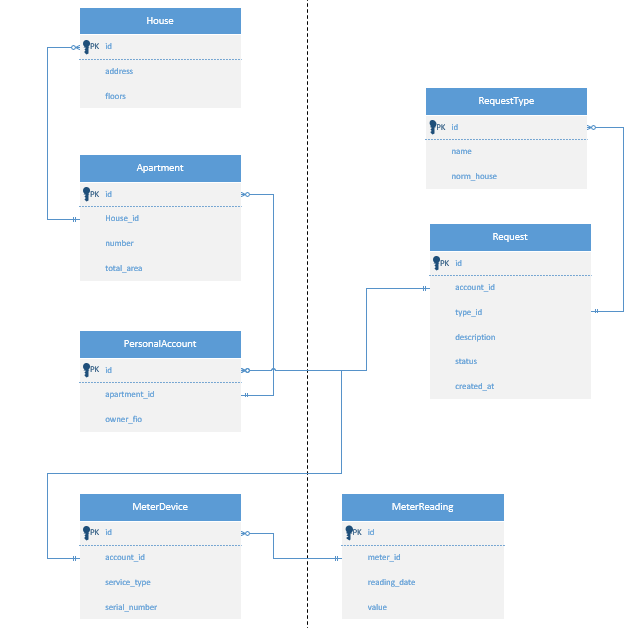 House
PK id
address
floors
RequestType
PK id
name
norm_house
Apartment
PK id
House_id
number
total_area
Request
PK id
account_id
type_id
description
status
created_at
PersonalAccount
PK id
apartment_id
owner_fio
MeterDevice
PK id
account_id
service_type
serial_number
MeterReading
PK id
meter_id
reading_date
value